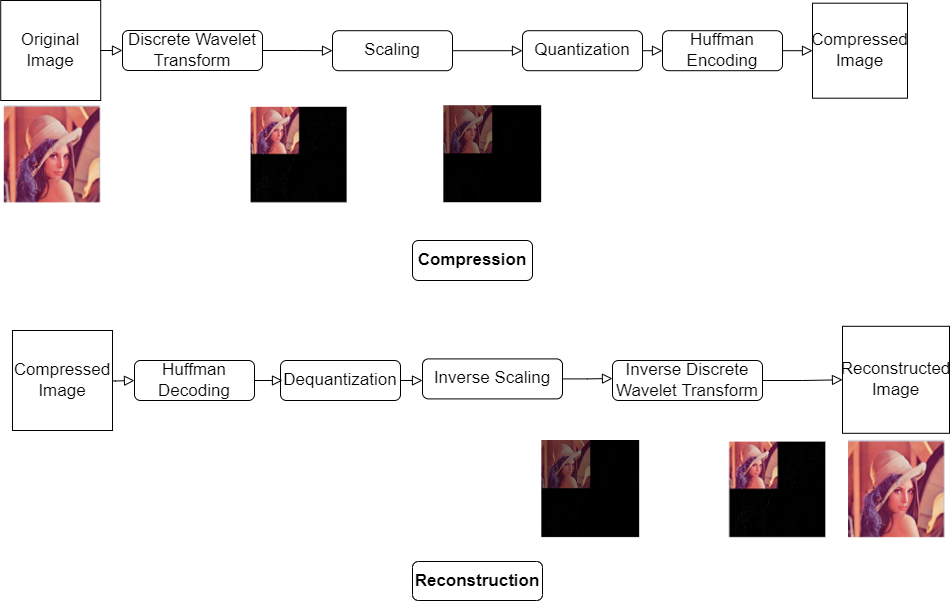 Original
Image
Discrete Wavelet
Transform
Scaling
Quantization
Huffman
Encoding
Compressed
Image
Compression
Compressed
Image
Huffman
Decoding
Dequantization
Inverse Scaling
Inverse Discrete
Wavelet Transform
Reconstructed
Image
Reconstruction